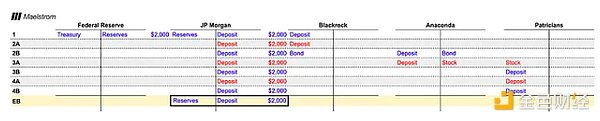 Maelstrom
Federal Reserve JP Morgan Blackrock Anaconda Patricians
1 Treasury Reserves $2,000 Reserves Deposit $2,000 Deposit
2A Deposit $2,000 Deposit
2B Deposit $2,000 Bond Deposit Bond
3A Deposit $2,000 Deposit Stock Stock
3B Deposit $2,000 Deposit
4A Deposit $2,000 Deposit
4B Deposit $2,000 Deposit
EB Reserves Deposit $2,000
金色财经